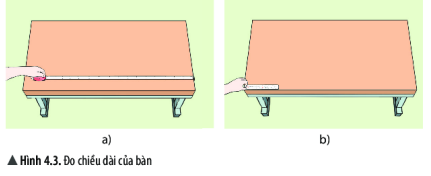 a)
b)
▲ Hình 4.3. Đo chiều dài của bàn